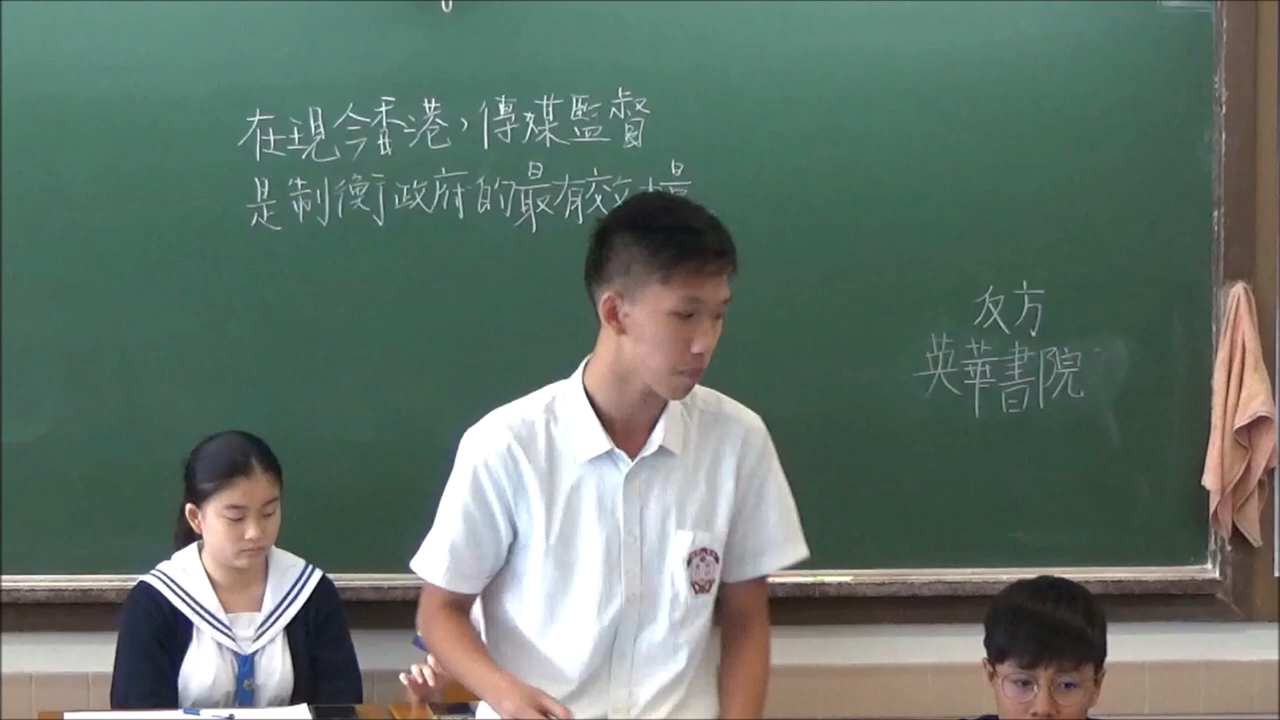 在現今香港，傳媒監督
是制衡政府的最有效
反方
英華書院